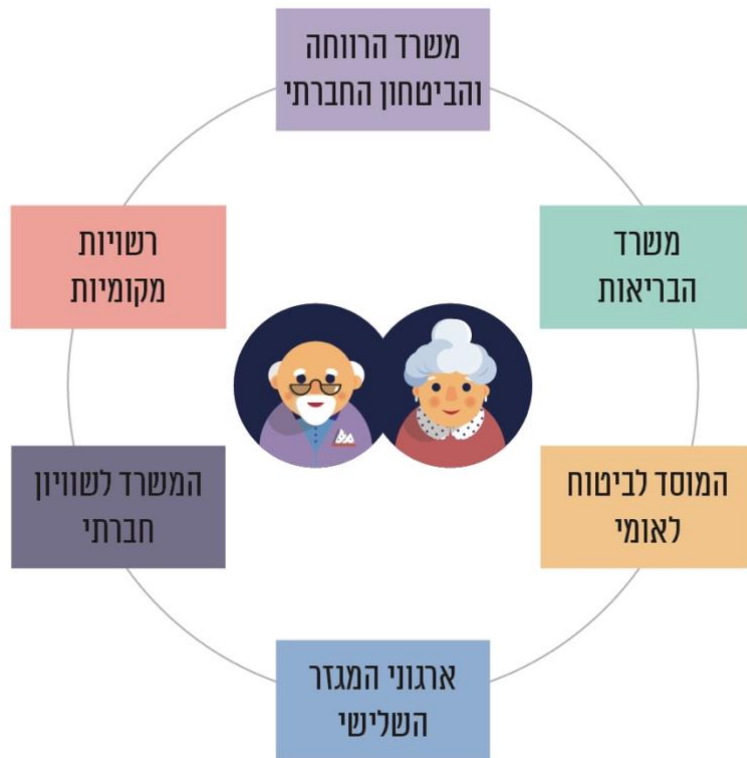 משרד הרווחה
והביטחון החברתי
משרד
הבריאות
המוסד לביטוח
לאומי
ארגוני המגזר
השלישי
המשרד לשוויון
חברתי
רשויות
מקומיות